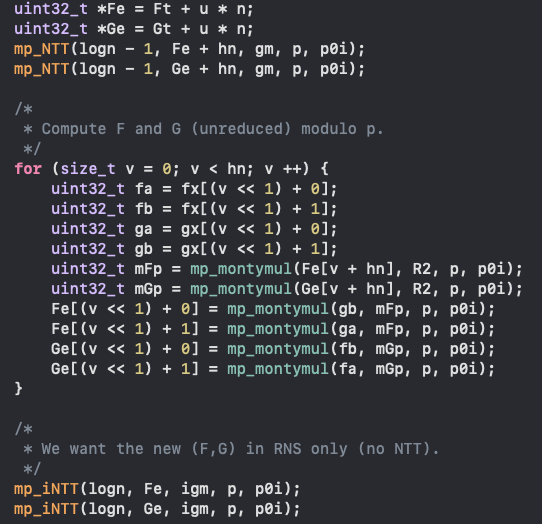 uint32_t *Fe = Ft + u * n;
uint32_t *Ge = Gt + u * n;
mp_NTT(logn - 1, Fe + hn, gm, p, p0i);
mp_NTT(logn - 1, Ge + hn, gm, p, p0i);

/*
 * Compute F and G (unreduced) modulo p.
 */
for (size_t v = 0; v < hn; v ++) {
    uint32_t fa = fx[(v << 1) + 0];
    uint32_t fb = fx[(v << 1) + 1];
    uint32_t ga = gx[(v << 1) + 0];
    uint32_t gb = gx[(v << 1) + 1];
    uint32_t mFp = mp_montymul(Fe[v + hn], R2, p, p0i);
    uint32_t mGp = mp_montymul(Ge[v + hn], R2, p, p0i);
    Fe[(v << 1) + 0] = mp_montymul(gb, mFp, p, p0i);
    Fe[(v << 1) + 1] = mp_montymul(ga, mFp, p, p0i);
    Ge[(v << 1) + 0] = mp_montymul(fb, mGp, p, p0i);
    Ge[(v << 1) + 1] = mp_montymul(fa, mGp, p, p0i);
}

/*
 * We want the new (F,G) in RNS only (no NTT).
 */
mp_iNTT(logn, Fe, igm, p, p0i);
mp_iNTT(logn, Ge, igm, p, p0i);